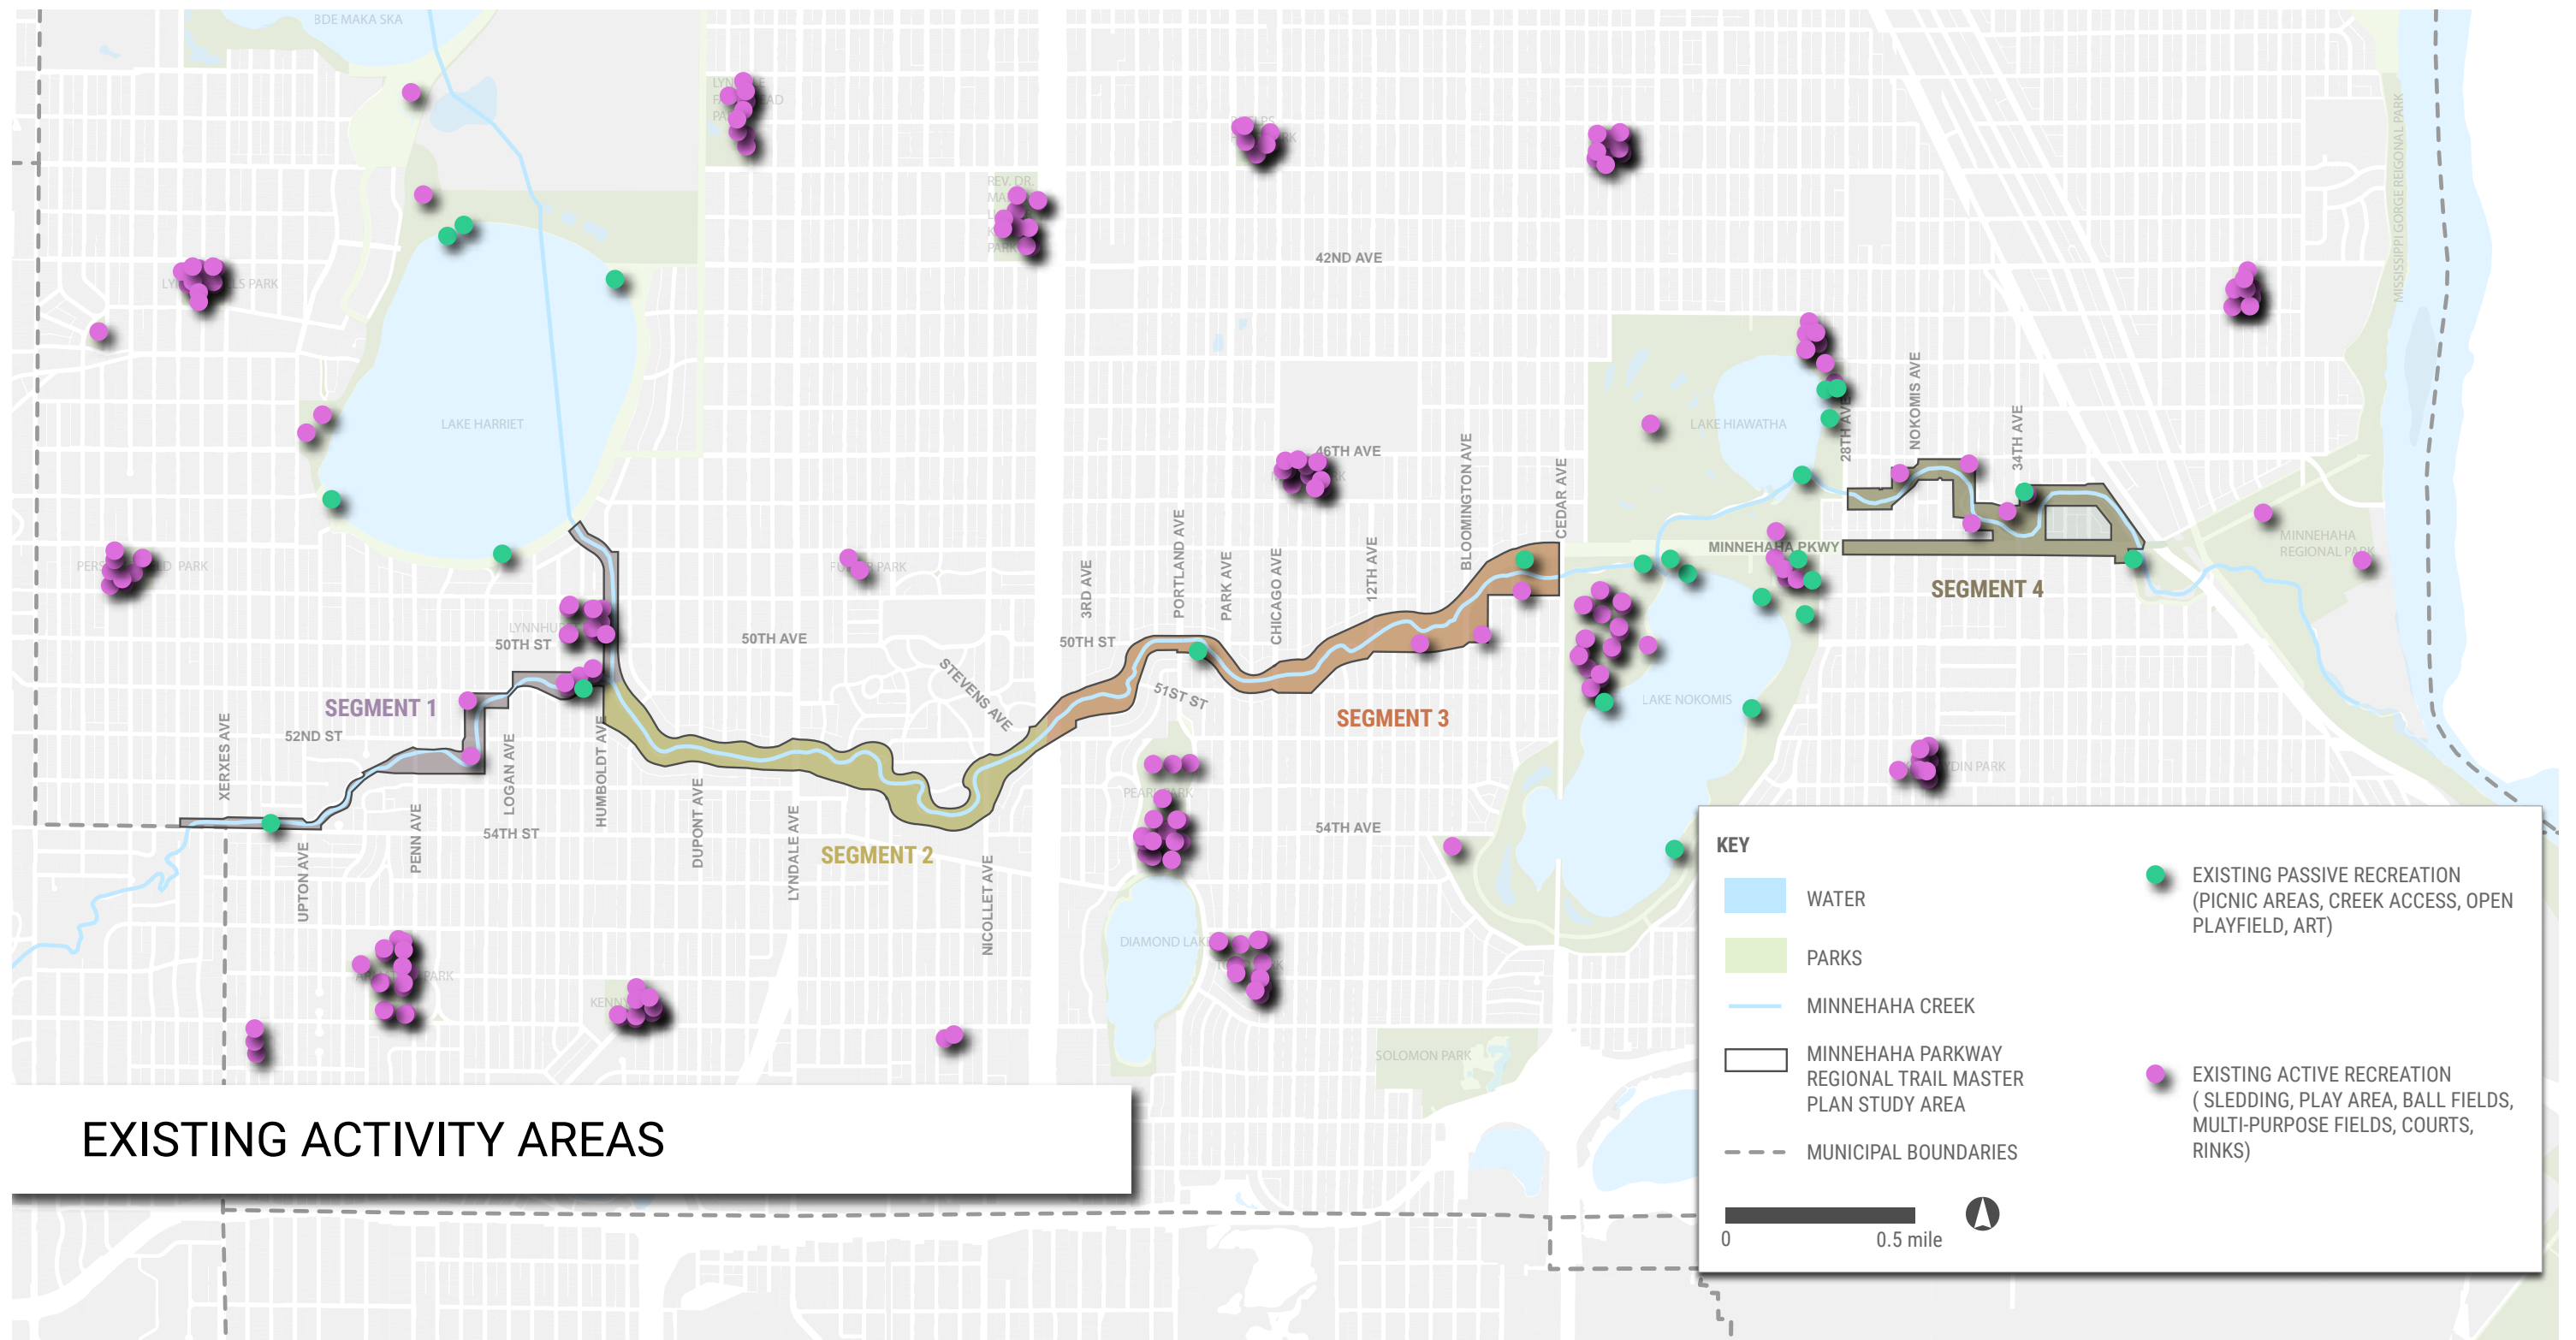 BDE MAKA SKA
REV. DR.
42ND AVE
MISSISSIPPI GORGE REIGONAL PARK
LAKE HARRIET
LAKE HIAWATHA
46TH AVE
28TH AVE
NOKOMIS AVE
34TH AVE
BLOOMINGTON AVE
CEDAR AVE
MINNEHAHA
REGIONAL PARK
MINNEHAHA PKWY
SEGMENT 4
3RD AVE
PORTLAND AVE
PARK AVE
CHICAGO AVE
12TH AVE
50TH ST
50TH AVE
50TH ST
STEVENS AVE
51ST ST
SEGMENT 1
SEGMENT 3
LAKE NOKOMIS
52ND ST
XERXES AVE
LOGAN AVE
HUMBOLDT AVE
54TH ST
UPTON AVE
PENN AVE
DUPONT AVE
LYNDALE AVE
SEGMENT 2
NICOLLET AVE
54TH AVE
DIAMOND LAKE
SOLOMON PARK
EXISTING ACTIVITY AREAS
KEY
WATER
PARKS
MINNEHAHA CREEK
MINNEHAHA PARKWAY
REGIONAL TRAIL MASTER
PLAN STUDY AREA
MUNICIPAL BOUNDARIES
0
0.5 mile
EXISTING PASSIVE RECREATION
(PICNIC AREAS, CREEK ACCESS, OPEN
PLAYFIELD, ART)
EXISTING ACTIVE RECREATION
( SLEDDING, PLAY AREA, BALL FIELDS,
MULTI-PURPOSE FIELDS, COURTS,
RINKS)